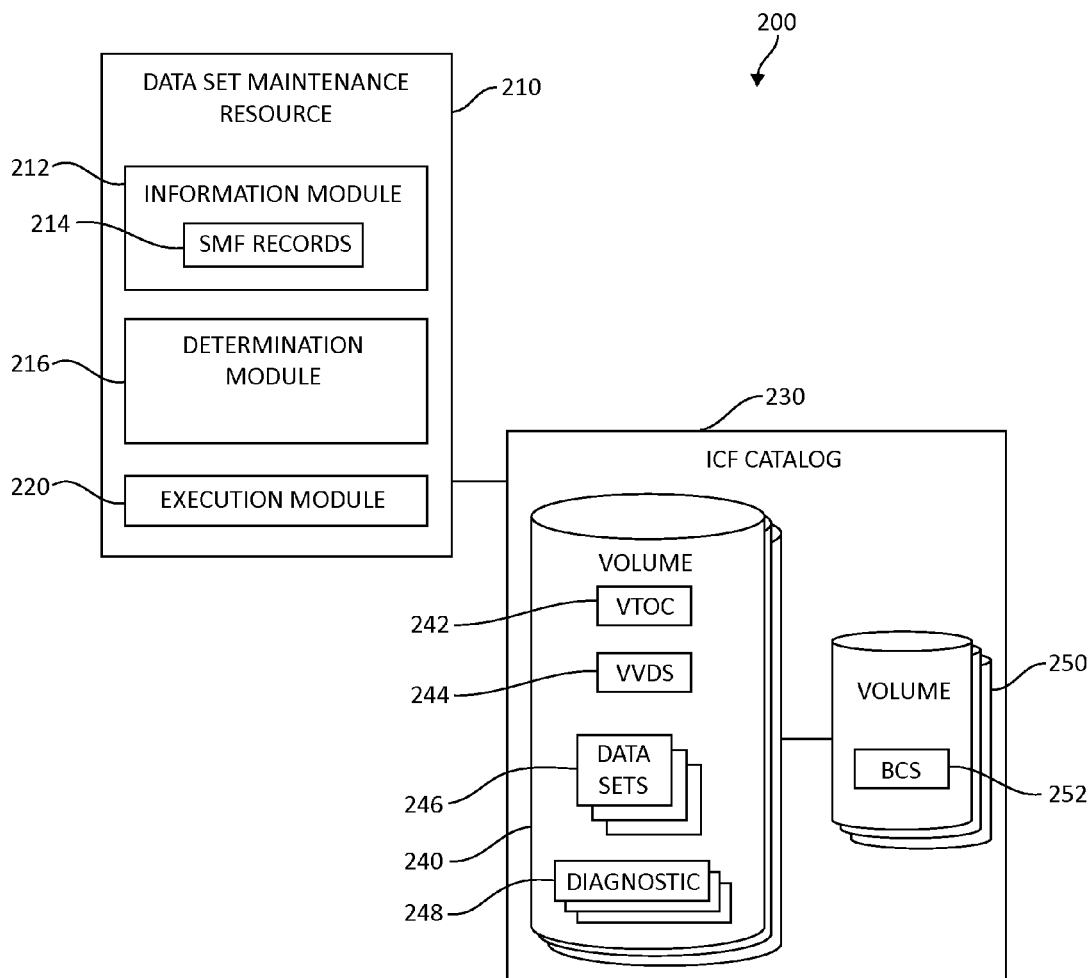 200
DATA SET MAINTENANCE
RESOURCE
210
212
INFORMATION MODULE
214
SMF RECORDS
216
DETERMINATION
MODULE
220
EXECUTION MODULE
230
ICF CATALOG
VOLUME
242
VTOC
244
VVDS
246
DATA
SETS
240
248
DIAGNOSTIC
250
VOLUME
BCS
252